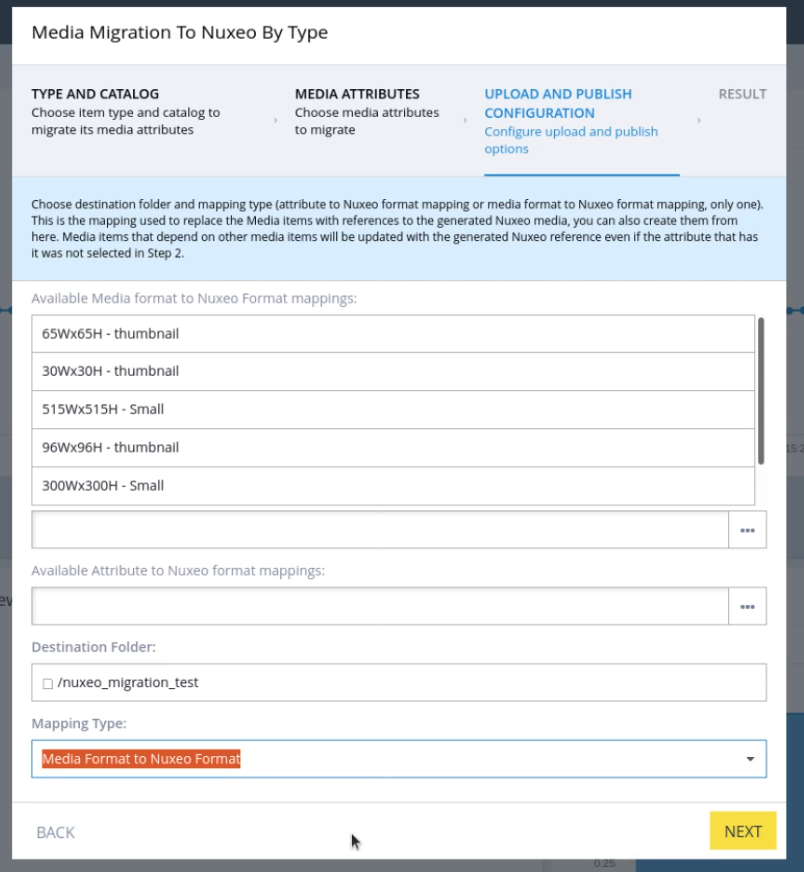 Media Migration To Nuxeo By Type
TYPE AND CATALOG
Choose item type and catalog to
migrate its media attributes
MEDIA ATTRIBUTES
Choose media attributes
to migrate
UPLOAD AND PUBLISH
CONFIGURATION
Configure upload and publish
options
RESULT
Choose destination folder and mapping type (attribute to Nuxeo format mapping or media format to Nuxeo format mapping, only one).
This is the mapping used to replace the Media items with references to the generated Nuxeo media, you can also create them from
here. Media items that depend on other media items will be updated with the generated Nuxeo reference even if the attribute that has
it was not selected in Step 2.
Available Media format to Nuxeo Format mappings:
65Wx65H - thumbnail
30Wx30H - thumbnail
515Wx515H - Small
96Wx96H - thumbnail
300Wx300H - Small
Available Attribute to Nuxeo format mappings:
Destination Folder:
/nuxeo_migration_test
Mapping Type:
Media Format to Nuxeo Format
BACK
NEXT
0.25